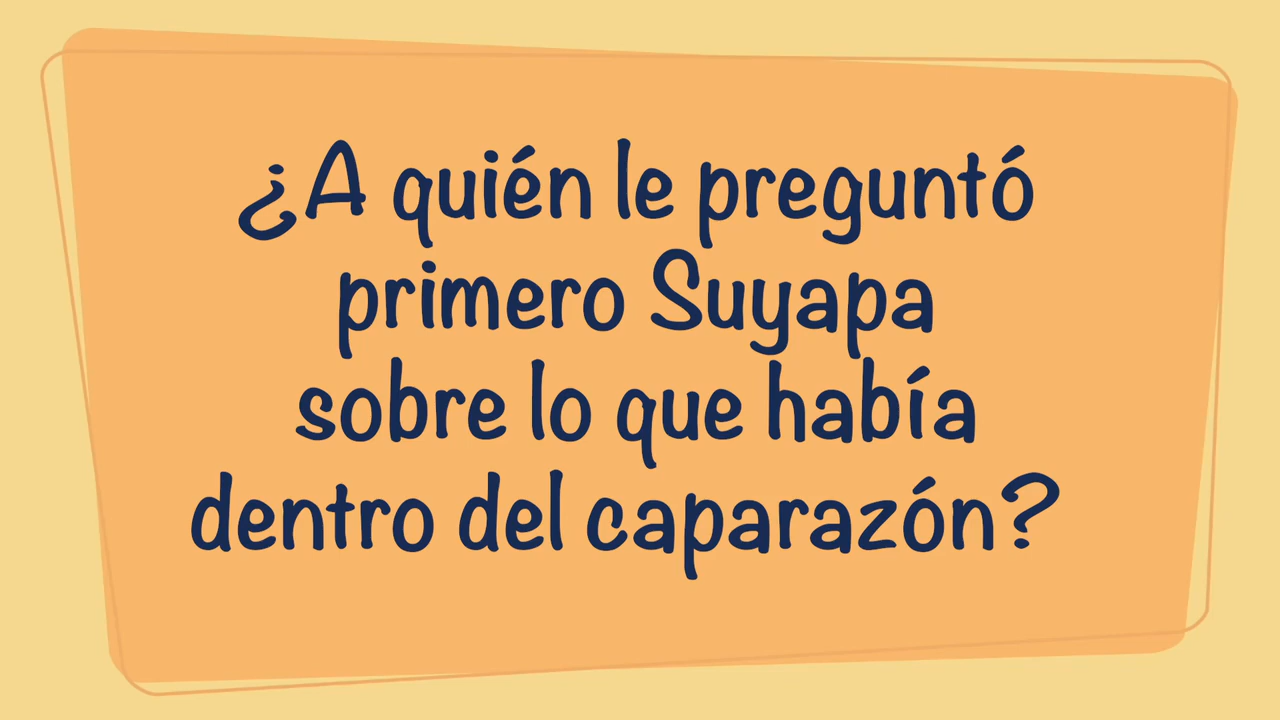 ¿A quién le preguntó
primero Suyapa
sobre lo que había
dentro del caparazón?